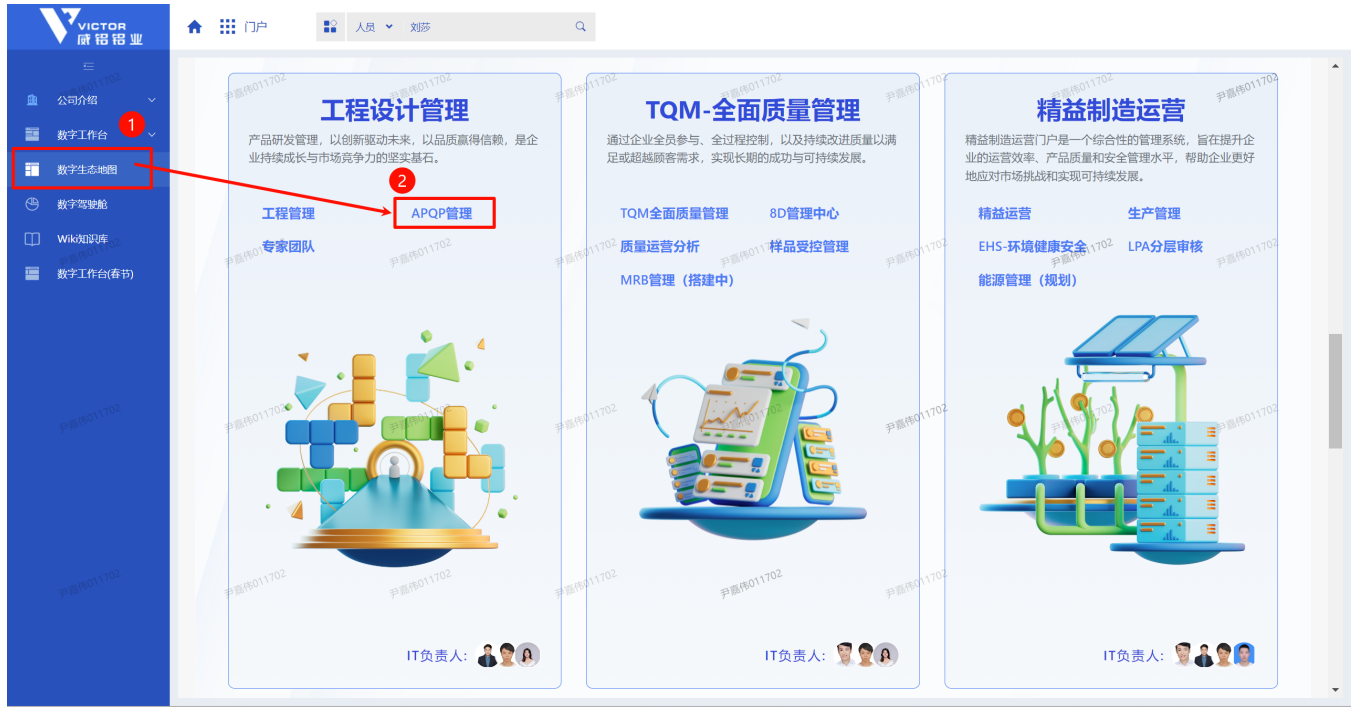 VICTOR
威铝铝业
门户
人员
刘莎
公司介绍
数字工作台
1
数字生态地图
数字驾驶舱
Wiki知识库
数字工作台(春节)
工程设计管理
产品研发管理，以创新驱动未来，以品质赢得信赖，是企
业持续成长与市场竞争力的坚实基石。
2
工程管理
APQP管理
专家团队
IT负责人:
TQM-全面质量管理
通过企业全员参与、全过程控制，以及持续改进质量以满
足或超越顾客需求，实现长期的成功与可持续发展。
TQM全面质量管理
8D管理中心
质量运营分析
样品受控管理
MRB管理（搭建中）
IT负责人:
精益制造运营
精益制造运营门户是一个综合性的管理系统，旨在提升企
业的运营效率、产品质量和安全管理水平，帮助企业更好
地应对市场挑战和实现可持续发展。
精益运营
生产管理
EHS-环境健康安全
LPA分层审核
能源管理（规划）
IT负责人:
尹嘉伟011702